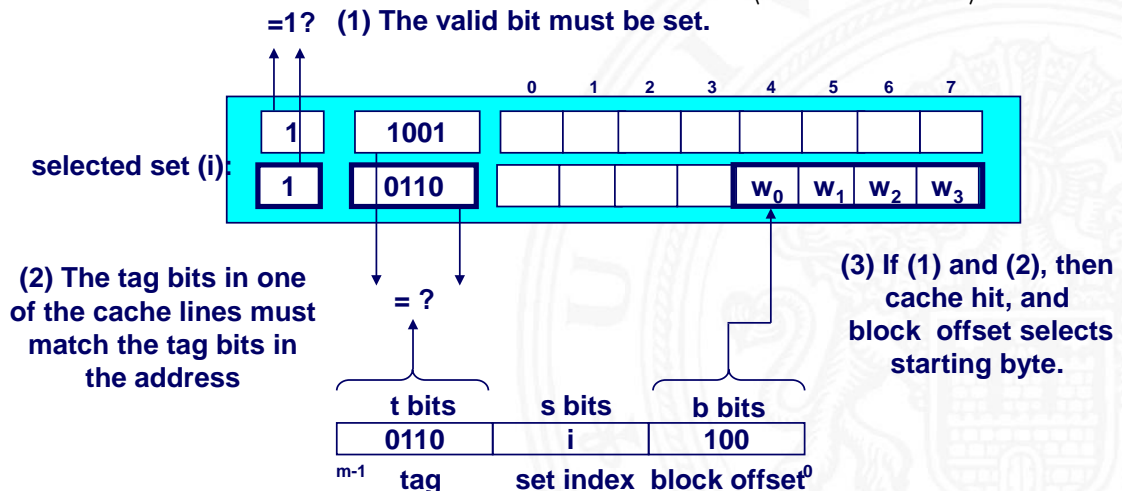 =1? (1) The valid bit must be set.
0 1 2 3 4 5 6 7
1 1001
selected set (i):
1 0110 w0 w1 w2 w3
(2) The tag bits in one
of the cache lines must
match the tag bits in
the address
= ?
(3) If (1) and (2), then
cache hit, and
block offset selects
starting byte.
t bits s bits b bits
0110 i 100
m-1 tag set index block offset 0